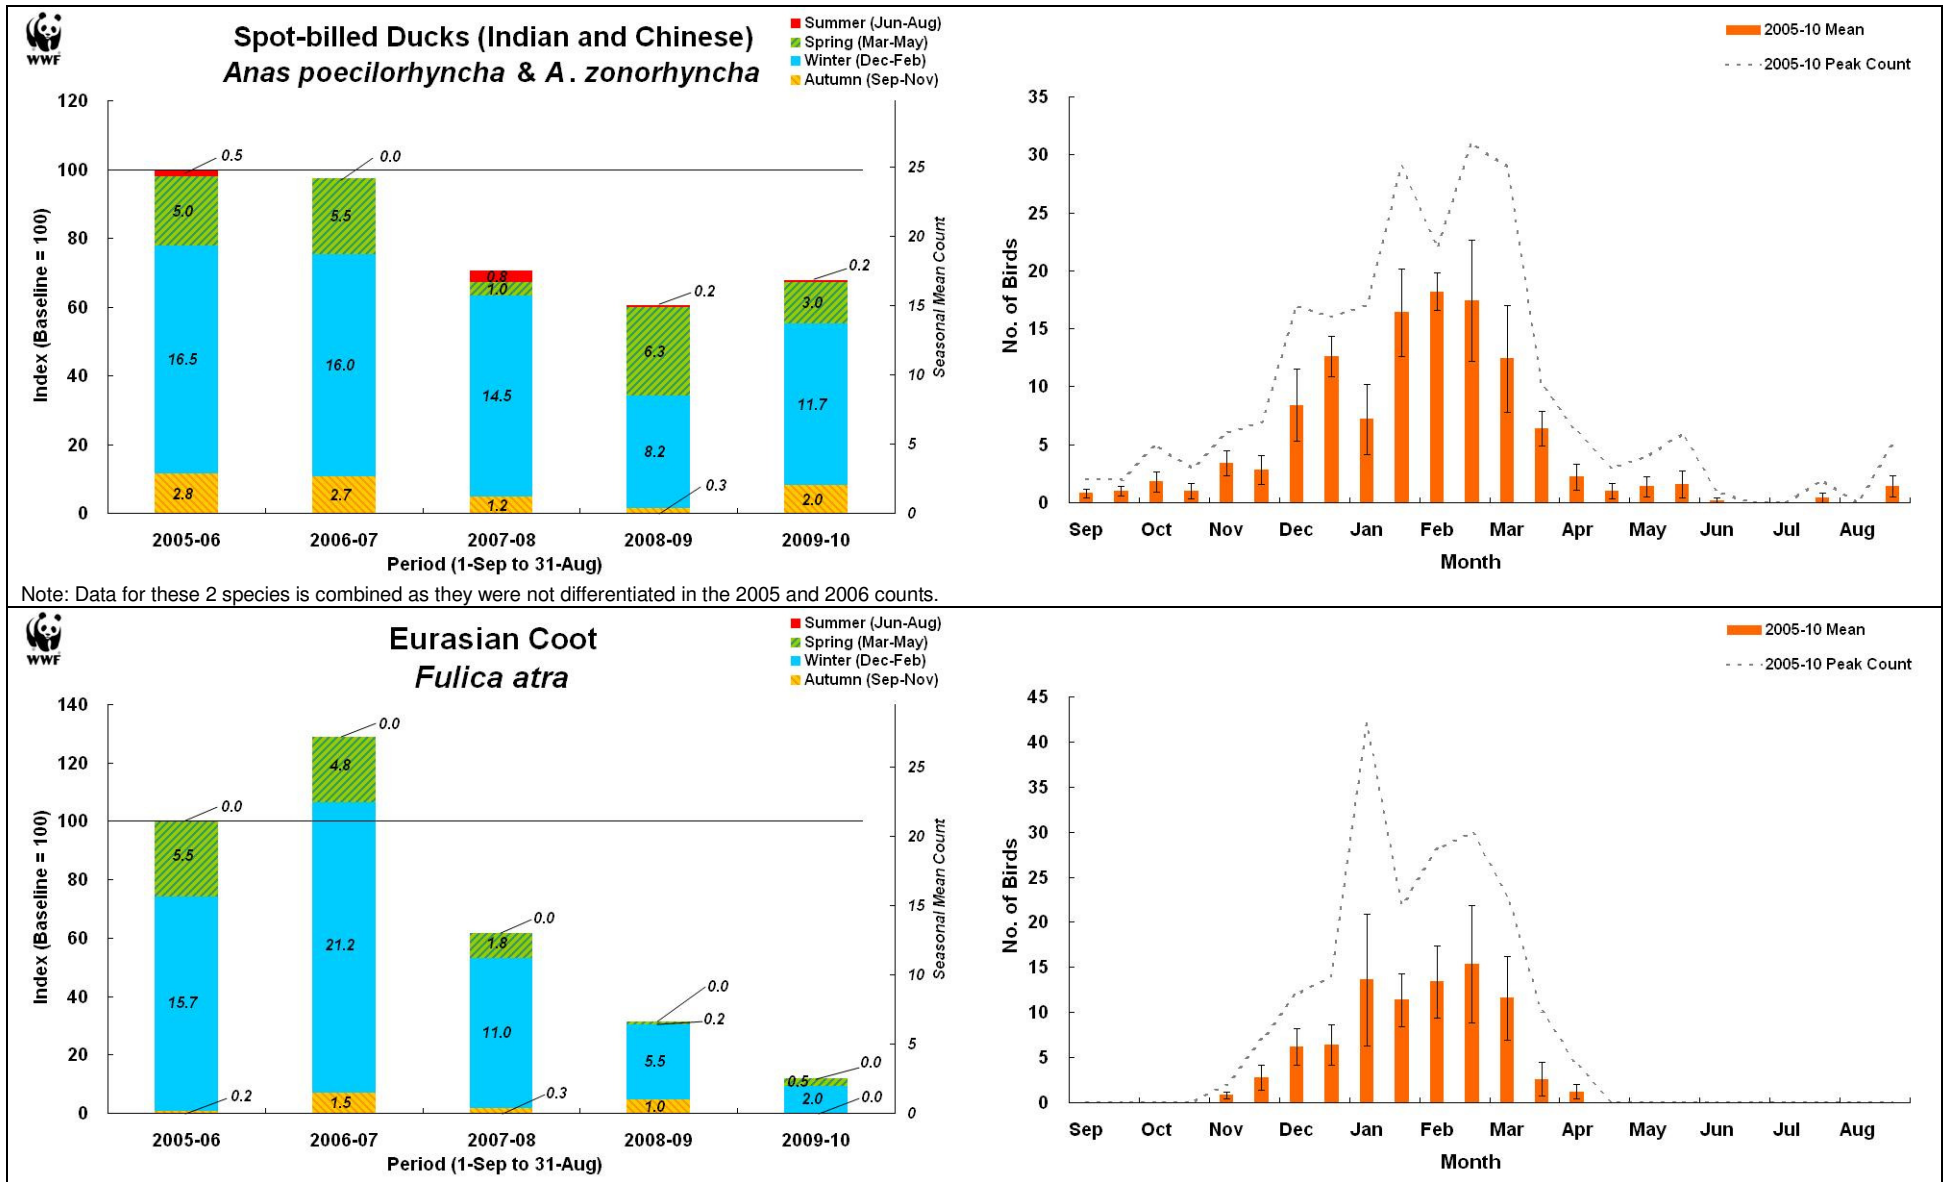 WWF
Spot-billed Ducks (Indian and Chinese)
Anas poecilorhyncha & A. zonorhyncha
Summer (Jun-Aug)
Spring (Mar-May)
Winter (Dec-Feb)
Autumn (Sep-Nov)
Index (Baseline = 100)
120
100
80
60
40
20
0
0.5
5.0
16.5
2.8
0.0
5.5
16.0
2.7
0.8
1.0
14.5
1.2
0.2
6.3
8.2
0.3
0.2
3.0
11.7
2.0
25
20
15
10
5
0
Seasonal Mean Count
2005-06 2006-07 2007-08 2008-09 2009-10
Period (1-Sep to 31-Aug)
2005-10 Mean
2005-10 Peak Count
No. of Birds
35
30
25
20
15
10
5
0
Sep Oct Nov Dec Jan Feb Mar Apr May Jun Jul Aug
Month
Note: Data for these 2 species is combined as they were not differentiated in the 2005 and 2006 counts.
WWF
Eurasian Coot
Fulica atra
Summer (Jun-Aug)
Spring (Mar-May)
Winter (Dec-Feb)
Autumn (Sep-Nov)
Index (Baseline = 100)
140
120
100
80
60
40
20
0
0.0
5.5
15.7
0.2
0.0
4.8
21.2
1.5
0.0
1.8
11.0
0.3
0.0
0.2
5.5
1.0
0.0
0.5
2.0
0.0
25
20
15
10
5
0
Seasonal Mean Count
2005-06 2006-07 2007-08 2008-09 2009-10
Period (1-Sep to 31-Aug)
2005-10 Mean
2005-10 Peak Count
No. of Birds
45
40
35
30
25
20
15
10
5
0
Sep Oct Nov Dec Jan Feb Mar Apr May Jun Jul Aug
Month